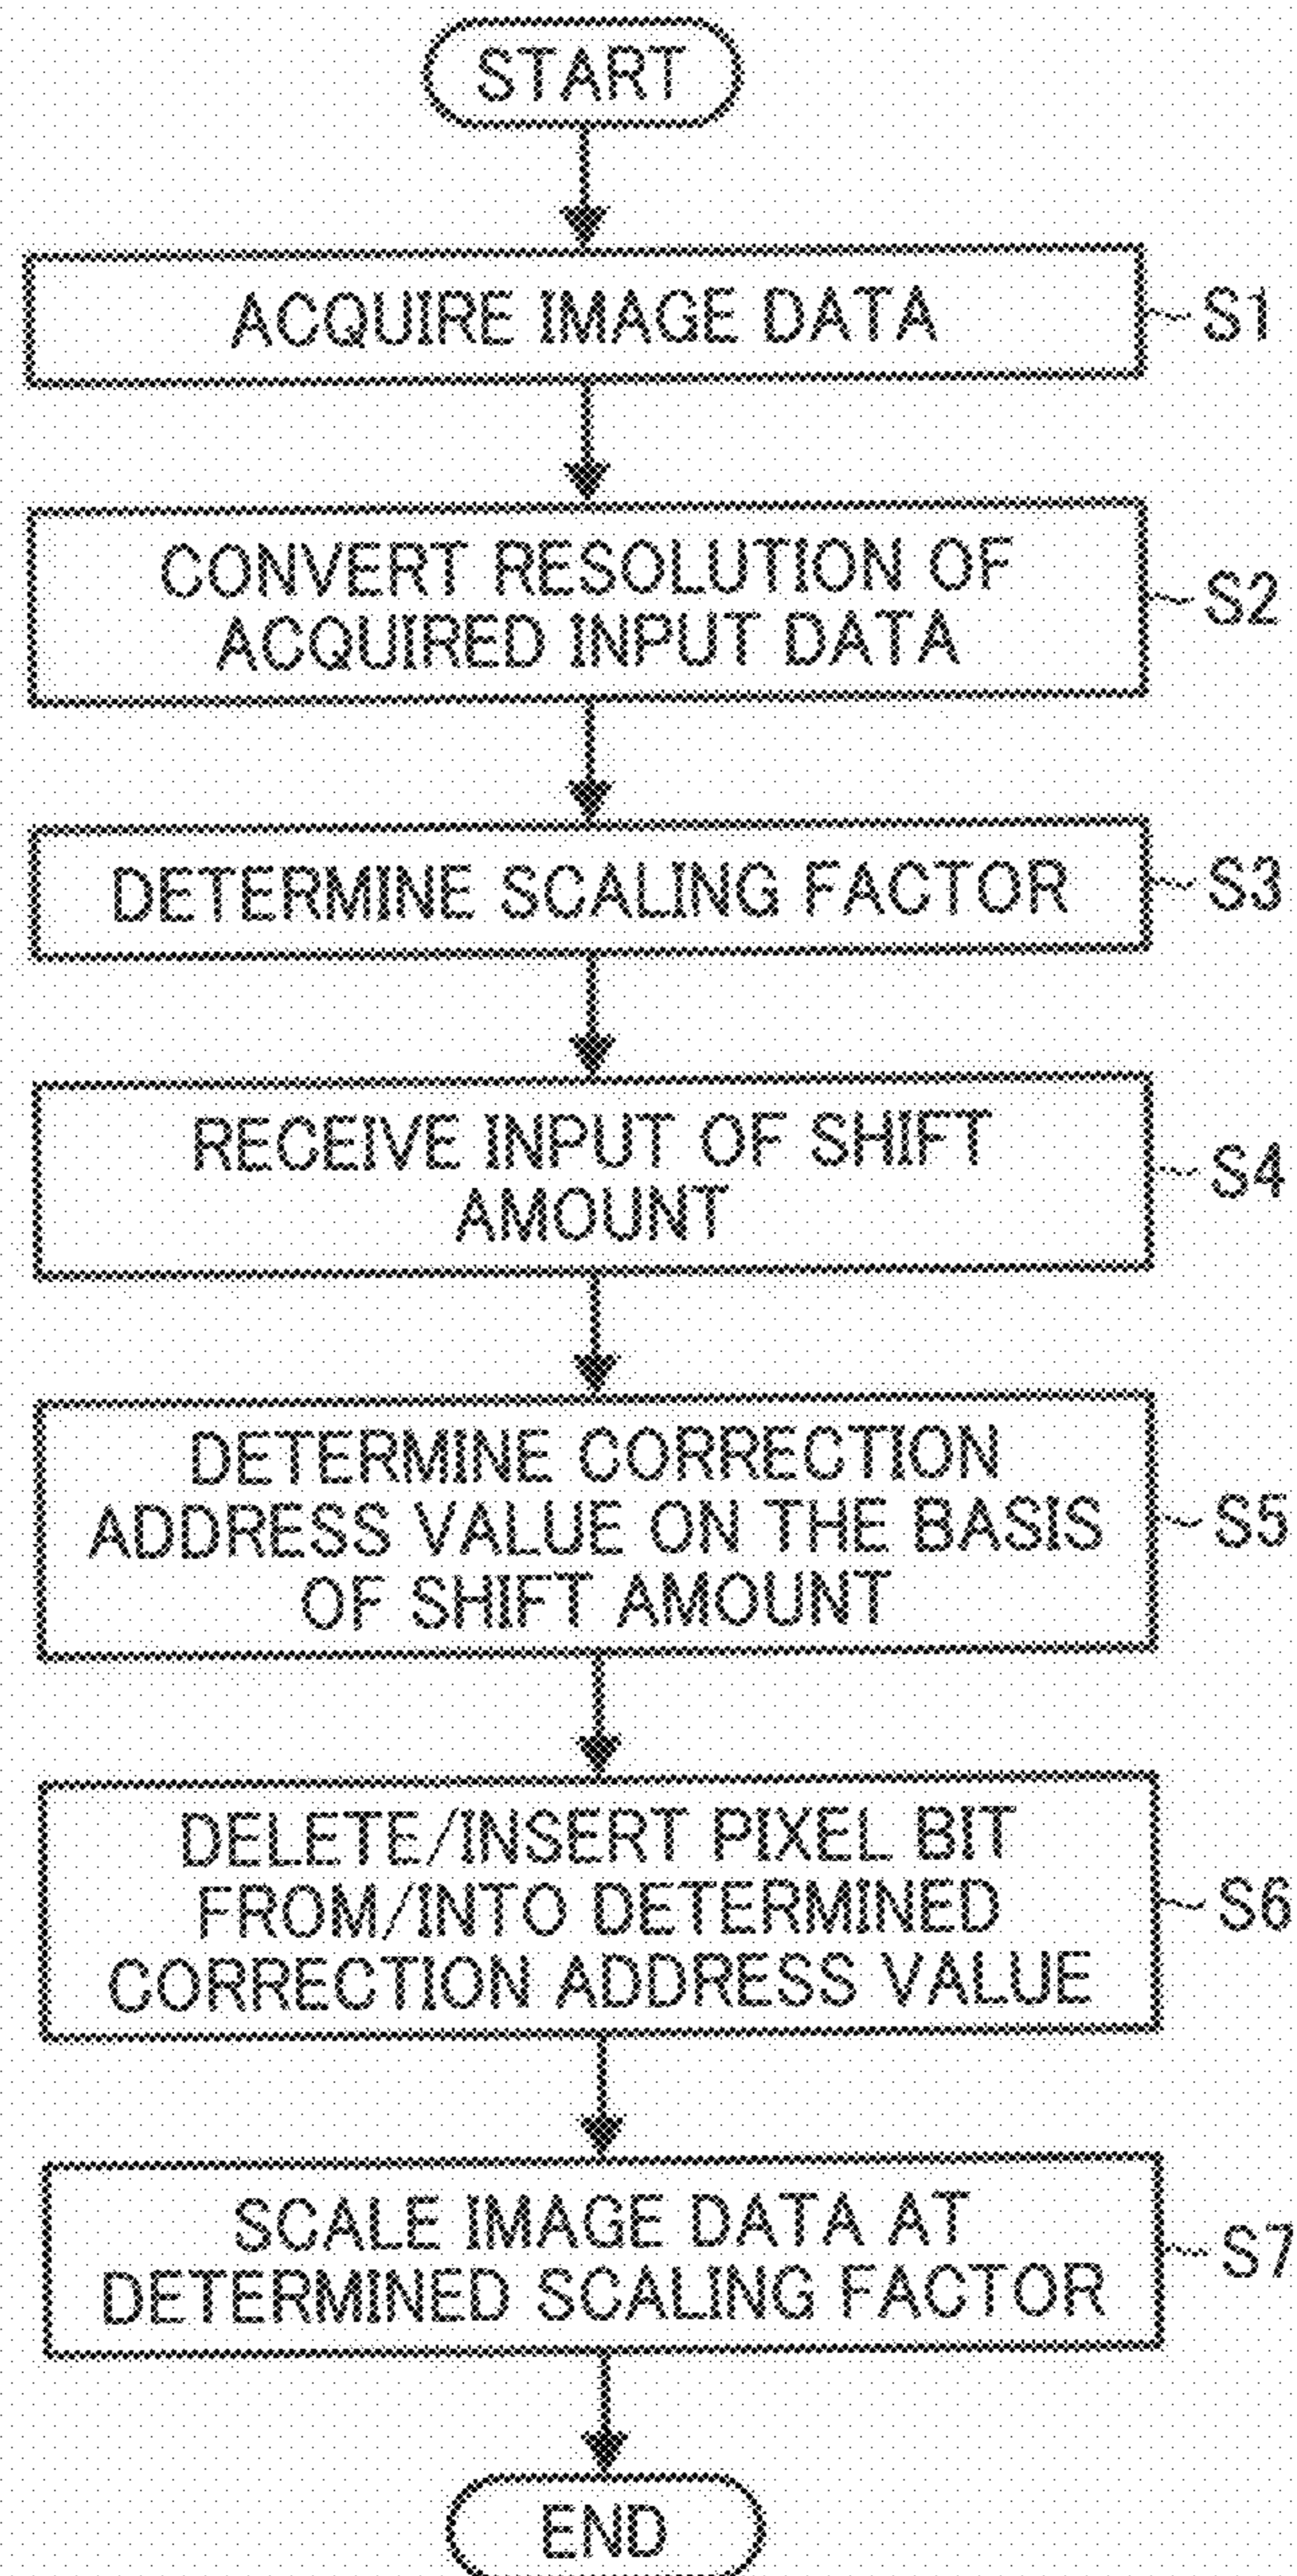 START
ACQUIRE IMAGE DATA
S1
CONVERT RESOLUTION OF
ACQUIRED INPUT DATA
S2
DETERMINE SCALING FACTOR
S3
RECEIVE INPUT OF SHIFT
AMOUNT
S4
DETERMINE CORRECTION
ADDRESS VALUE ON THE BASIS
OF SHIFT AMOUNT
S5
DELETE/INSERT PIXEL BIT
FROM/INTO DETERMINED
CORRECTION ADDRESS VALUE
S6
SCALE IMAGE DATA AT
DETERMINED SCALING FACTOR
S7
END